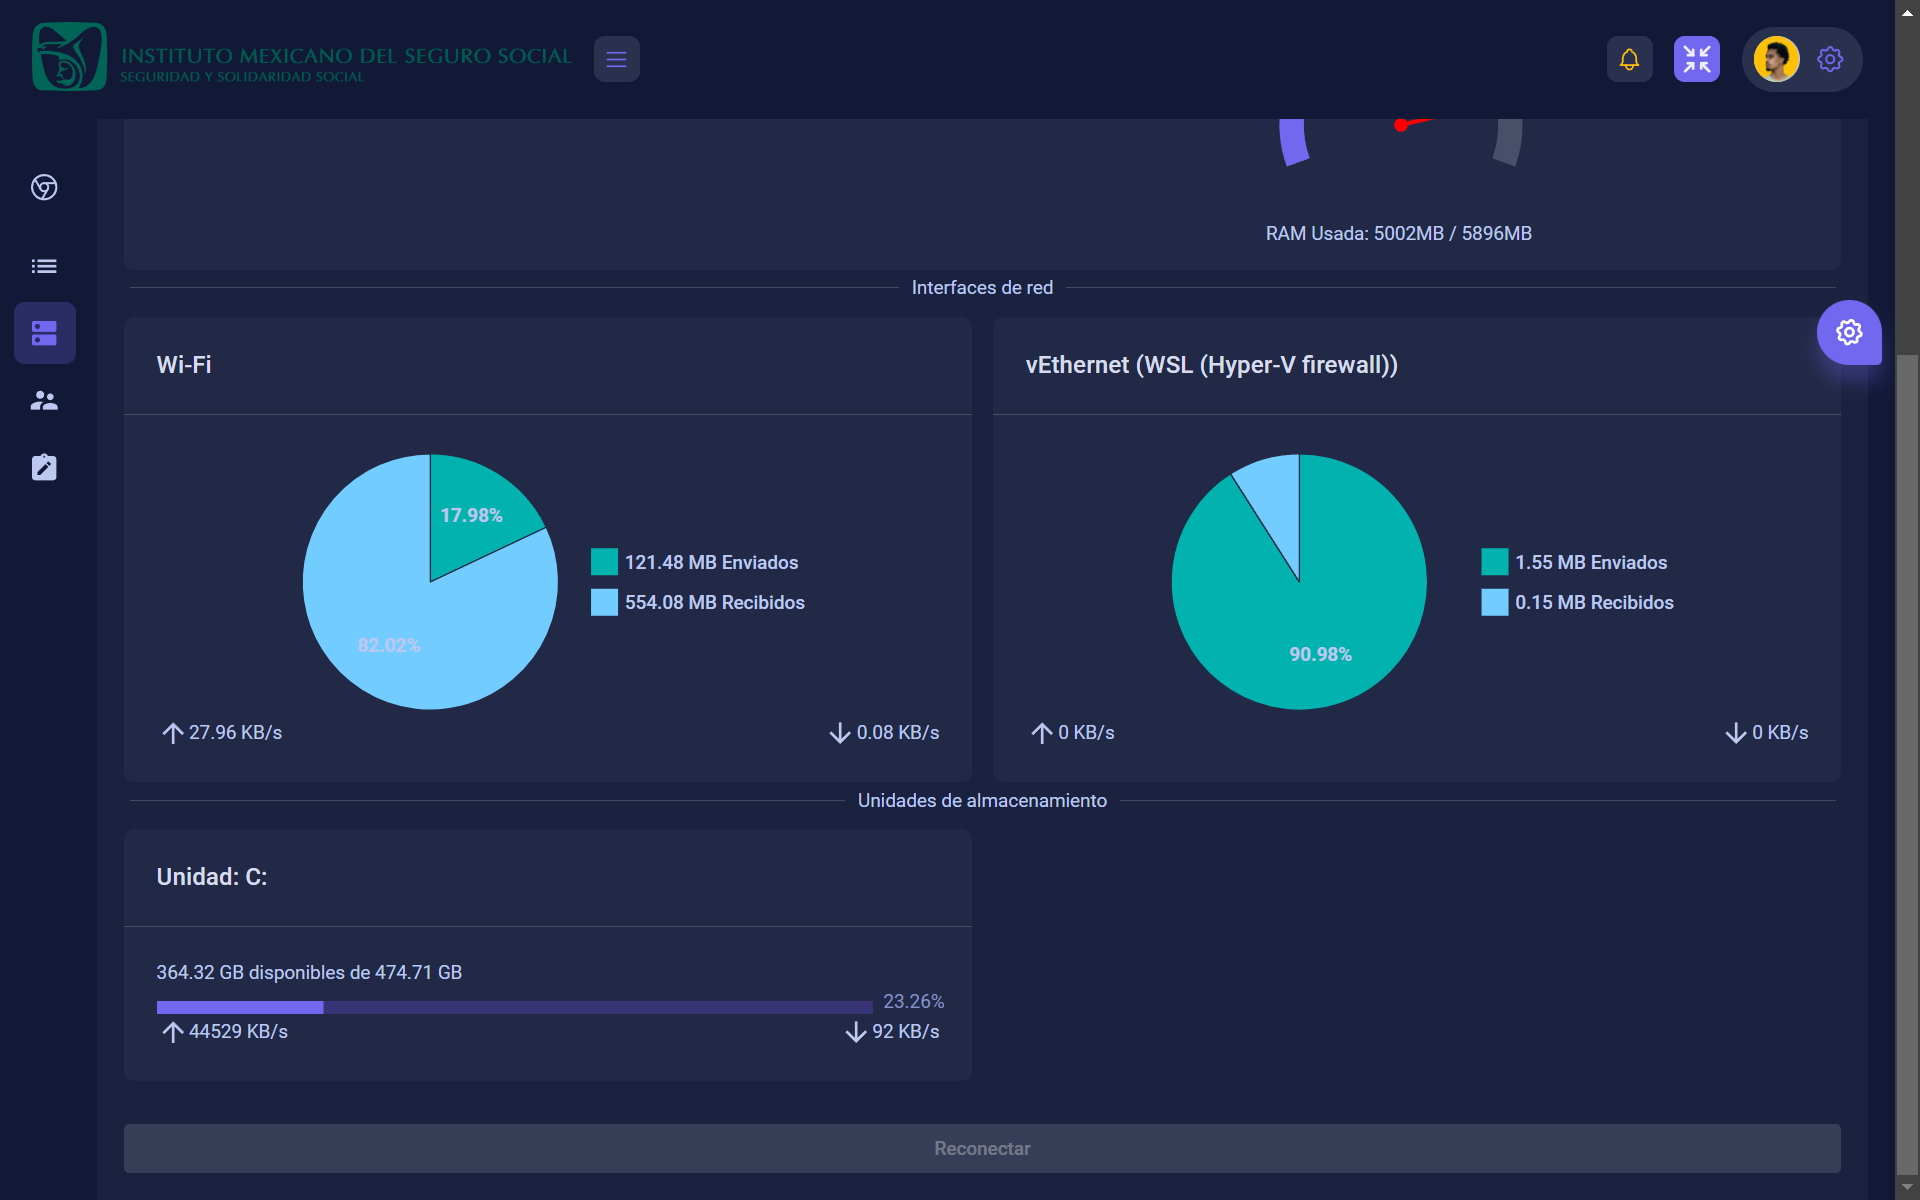 INSTITUTO MEXICANO DEL SEGURO SOCIAL
SEGURIDAD Y SOLIDARIDAD SOCIAL
RAM Usada: 5002MB / 5896MB
Interfaces de red
Wi-Fi
17.98%
82.02%
121.48 MB Enviados
554.08 MB Recibidos
27.96 KB/s
0.08 KB/s
vEthernet (WSL (Hyper-V firewall))
90.98%
1.55 MB Enviados
0.15 MB Recibidos
0 KB/s
0 KB/s
Unidades de almacenamiento
Unidad: C:
364.32 GB disponibles de 474.71 GB
23.26%
44529 KB/s
92 KB/s
Reconectar